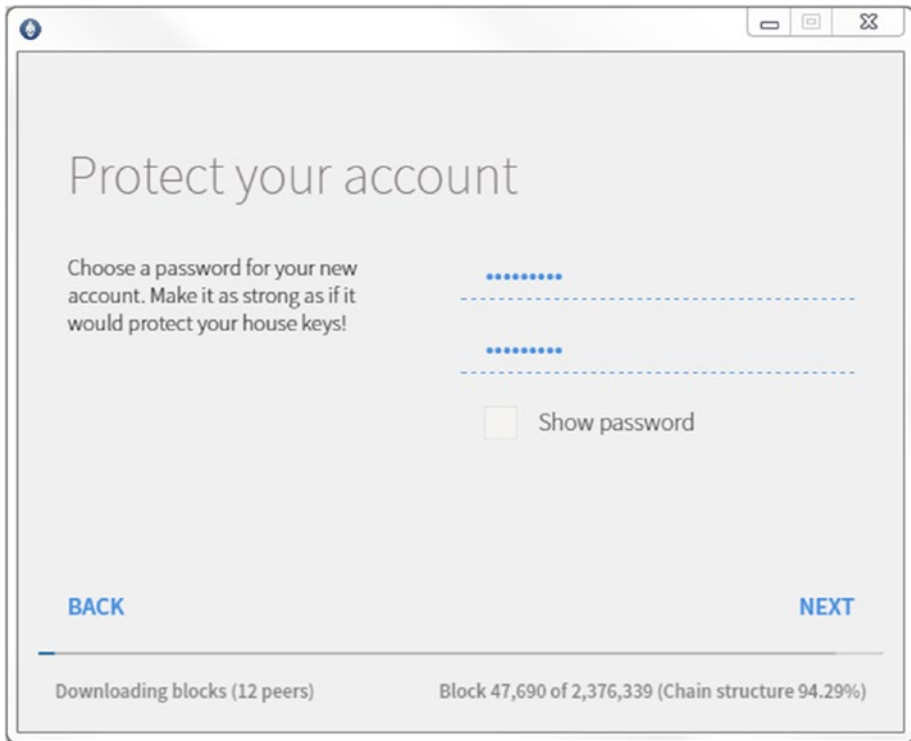 Protect your account
Choose a password for your new
account. Make it as strong as if it
would protect your house keys!
•••••••••
•••••••••
Show password
BACK
NEXT
Downloading blocks (12 peers)
Block 47,690 of 2,376,339 (Chain structure 94.29%)